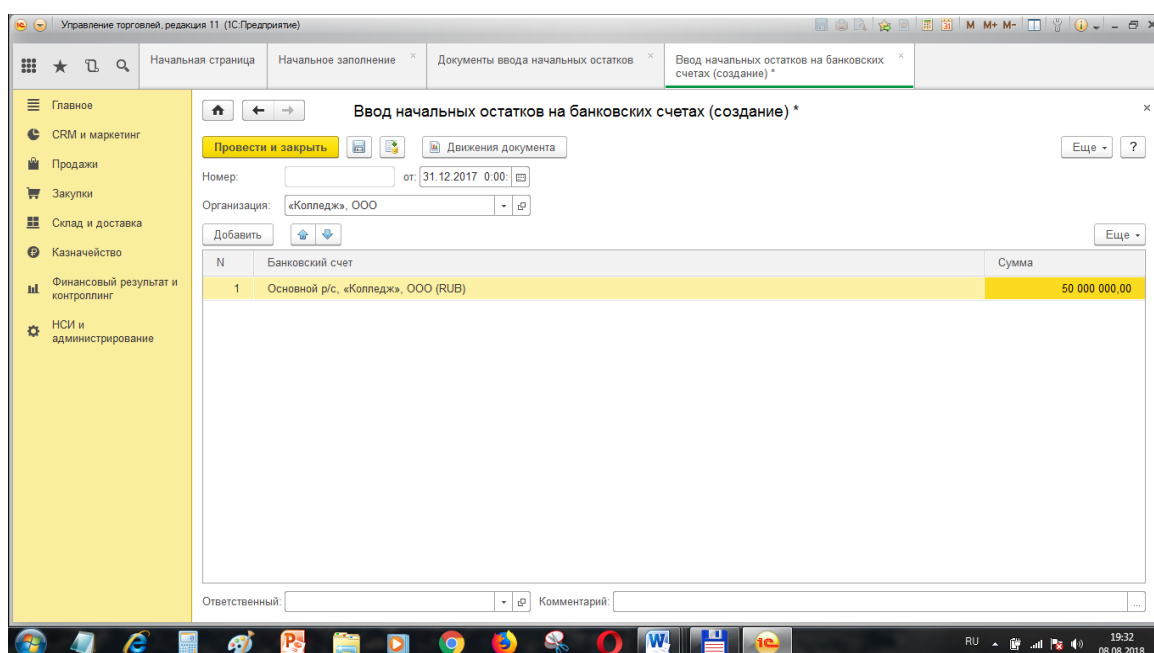 Управление торговлей, редакция 11 (1С:Предприятие)
M M+ M-
Начальная страница
Начальное заполнение
Документы ввода начальных остатков
Ввод начальных остатков на банковских
счетах (создание) *
Главное
CRM и маркетинг
Продажи
Закупки
Склад и доставка
Казначейство
Финансовый результат и
контроллинг
НСИ и
администрирование
Ввод начальных остатков на банковских счетах (создание) *
Провести и закрыть
Движения документа
Еще
?
Номер:
от: 31.12.2017 0:00:
Организация: «Колледж», ООО
Добавить
Еще
N Банковский счет Сумма
1 Основной р/с, «Колледж», ООО (RUB) 50 000 000,00
Ответственный:
Комментарий:
RU
19:32
08.08.2018